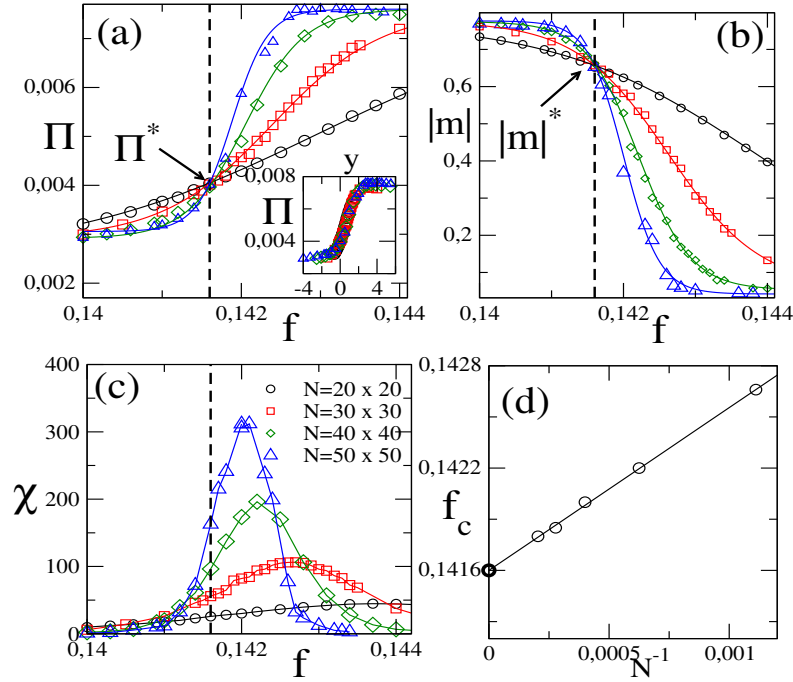 (a)
0,006
0,004
0,002
Π
Π*
0,14
0,142
0,144
f
y
0,008
Π
0.004
-4
0
4
(b)
0,6
0,4
0,2
0
|m|
|m|*
0,14
0,142
0,144
f
(c)
400
300
200
100
0
χ
N=20 x 20
N=30 x 30
N=40 x 40
N=50 x 50
0,14
0,142
0,144
f
(d)
0,1428
0,1422
0,1416
f_c
0
0,0005
0,001
N^-1